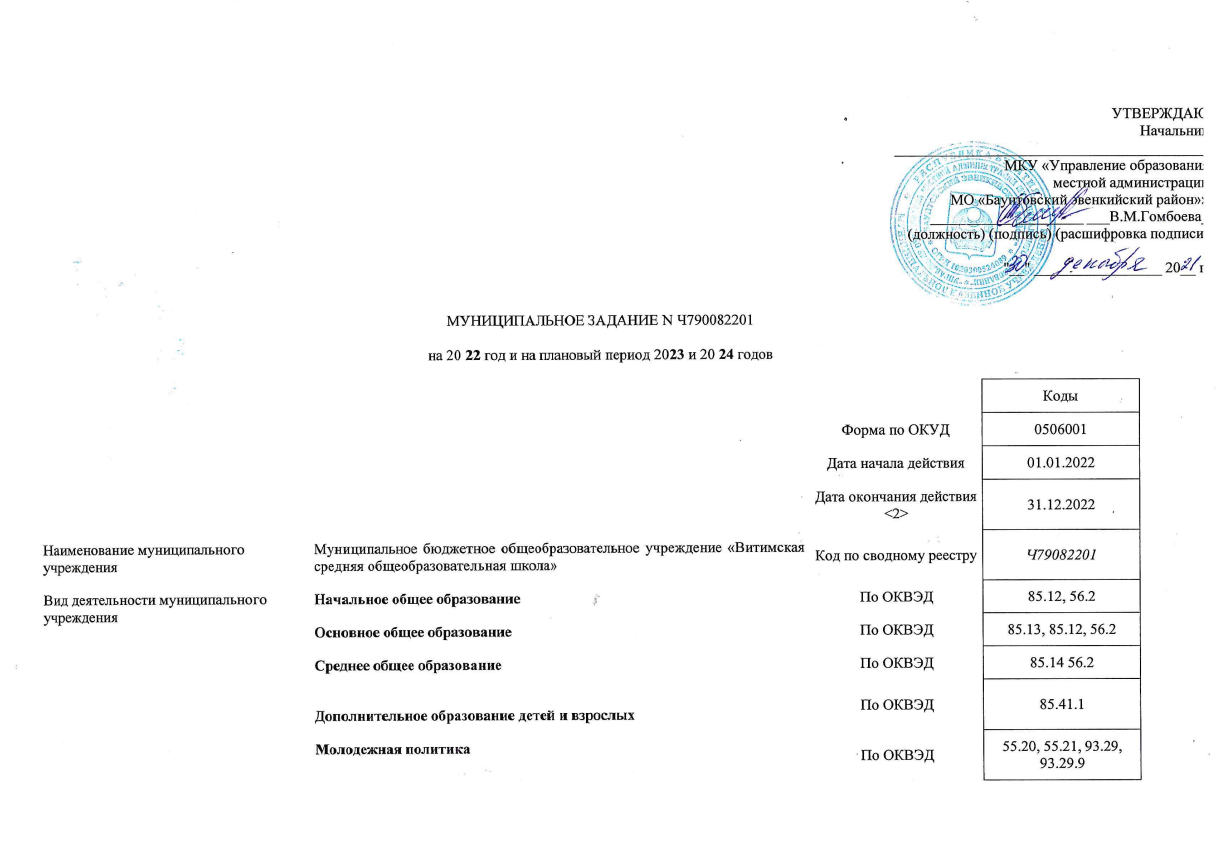 УТВЕРЖДАЮ
Начальни
МКУ «Управление образовани
местной администраци
МО «Баунтовский эвенкийский район»
В.М.Гомбоева
(должность) (подпись) (расшифровка подписи
"30" декабря 2021 г
МУНИЦИПАЛЬНОЕ ЗАДАНИЕ N Ч790082201
на 20 22 год и на плановый период 2023 и 20 24 годов
Коды
Форма по ОКУД 0506001
Дата начала действия 01.01.2022
Дата окончания действия
<2> 31.12.2022
Наименование муниципального
учреждения
Муниципальное бюджетное общеобразовательное учреждение «Витимская
средняя общеобразовательная школа»
Код по сводному реестру Ч79082201
Вид деятельности муниципального
учреждения
Начальное общее образование По ОКВЭД 85.12, 56.2
Основное общее образование По ОКВЭД 85.13, 85.12, 56.2
Среднее общее образование По ОКВЭД 85.14 56.2
Дополнительное образование детей и взрослых По ОКВЭД 85.41.1
Молодежная политика По ОКВЭД 55.20, 55.21, 93.29,
93.29.9